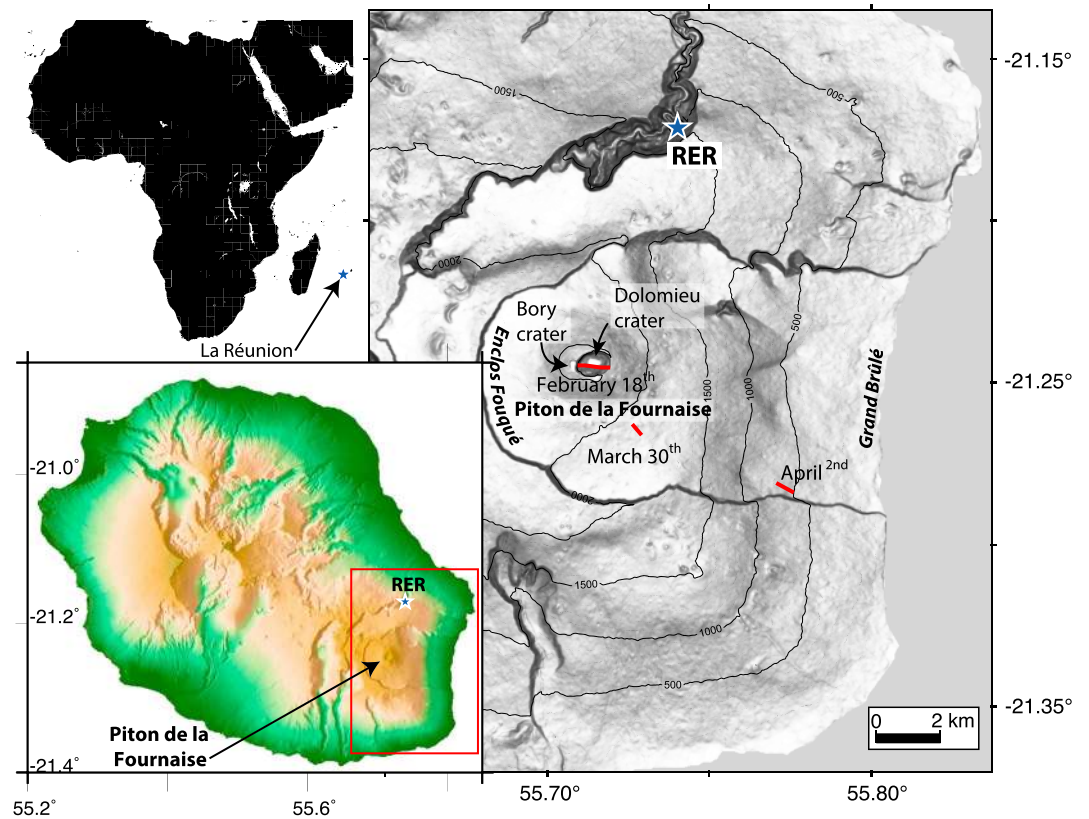 -21.15°
1500
500
RER
2000
Dolomieu
crater
Bory
crater
La Réunion
500
Enclos Fouqué
February 18th
1500
1000
Grand Brûlé
-21.25°
Piton de la Fournaise
March 30th
April 2nd
2000
-21.0°
RER
1500
-21.2°
1000
500
-21.35°
0 2 km
Piton de la
Fournaise
-21.4°
55.2°
55.6°
55.70°
55.80°